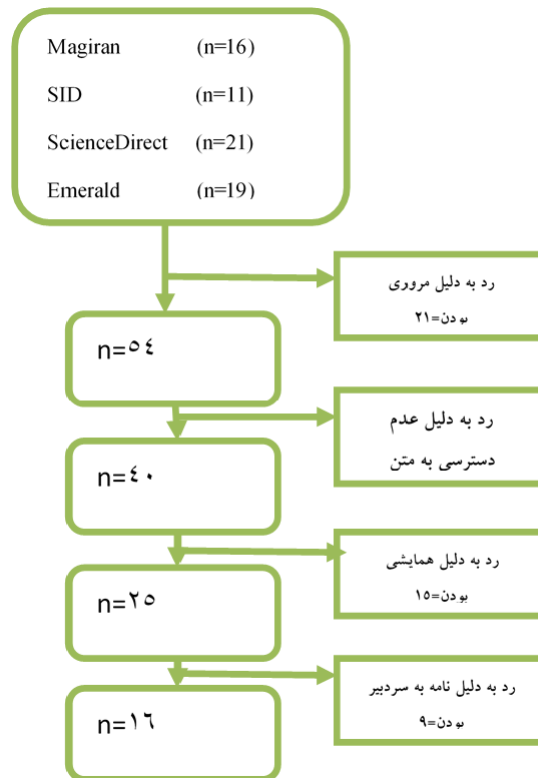 Magiran (n=16)
SID (n=11)
ScienceDirect (n=21)
Emerald (n=19)
رد به دلیل مروری
بودن=۲۱
n=٥٤
رد به دلیل عدم
دسترسی به متن
n=٤٠
رد به دلیل همایشی
بودن=۱۵
n=٢٥
رد به دلیل نامه به سردبیر
بودن=۹
n=١٦